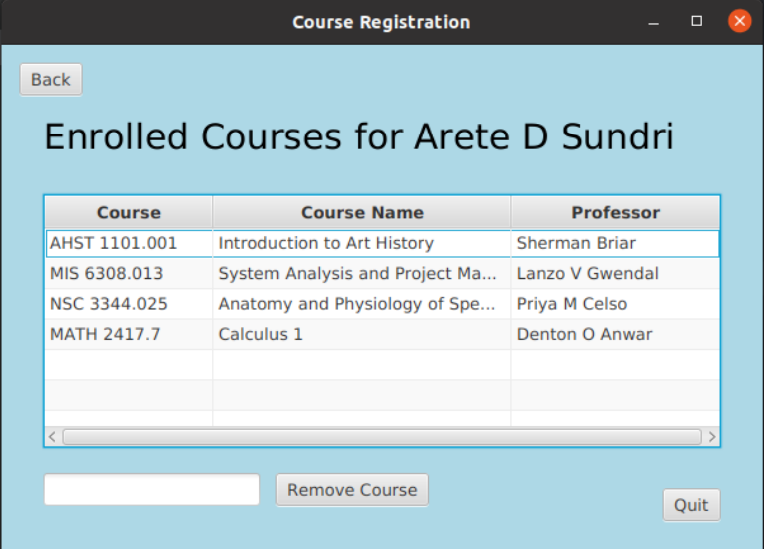 Course Registration
Back
Enrolled Courses for Arete D Sundri
Course Course Name Professor
AHST 1101.001 Introduction to Art History Sherman Briar
MIS 6308.013 System Analysis and Project Ma... Lanzo V Gwendal
NSC 3344.025 Anatomy and Physiology of Spe... Priya M Celso
MATH 2417.7 Calculus 1 Denton O Anwar
Remove Course
Quit